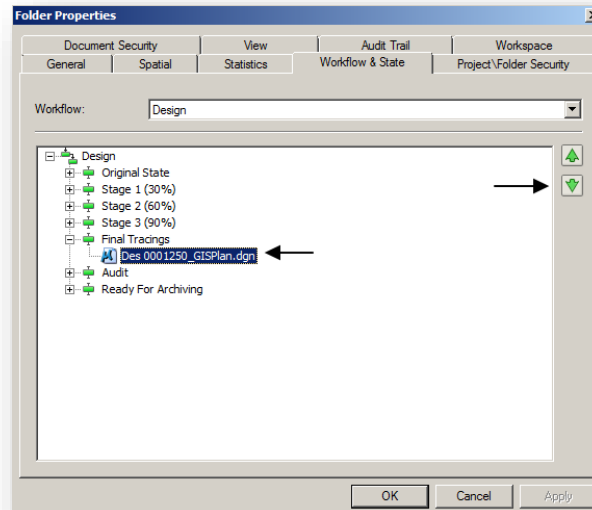 Folder Properties
Document Security View Audit Trail Workspace
General Spatial Statistics Workflow & State Project\Folder Security
Workflow: Design
Design
Original State
Stage 1 (30%)
Stage 2 (60%)
Stage 3 (90%)
Final Tracings
Des 0001250_GISPlan.dgn
Audit
Ready For Archiving
OK Cancel Apply